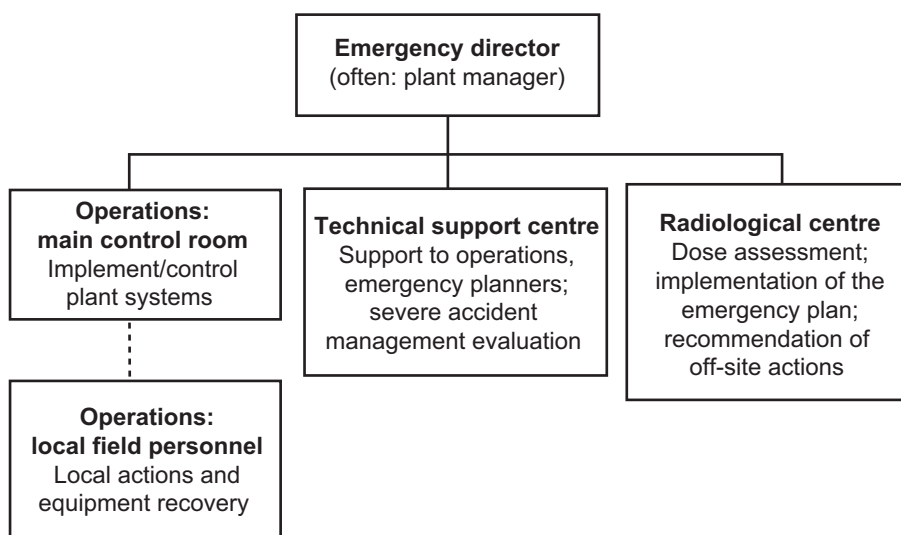 Emergency director
(often: plant manager)
Operations:
main control room
Implement/control
plant systems
Technical support centre
Support to operations,
emergency planners;
severe accident
management evaluation
Radiological centre
Dose assessment;
implementation of the
emergency plan;
recommendation of
off-site actions
Operations:
local field personnel
Local actions and
equipment recovery